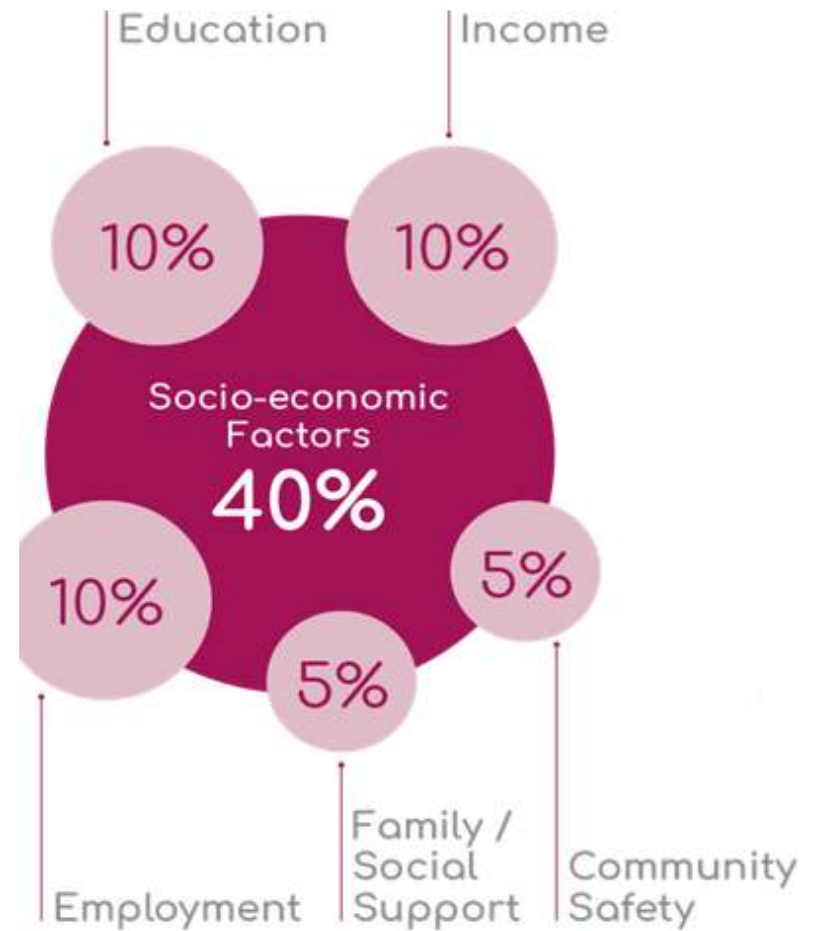 Education
Income
10%
10%
Socio-economic
Factors
40%
10%
5%
5%
Employment
Family /
Social
Support
Community
Safety